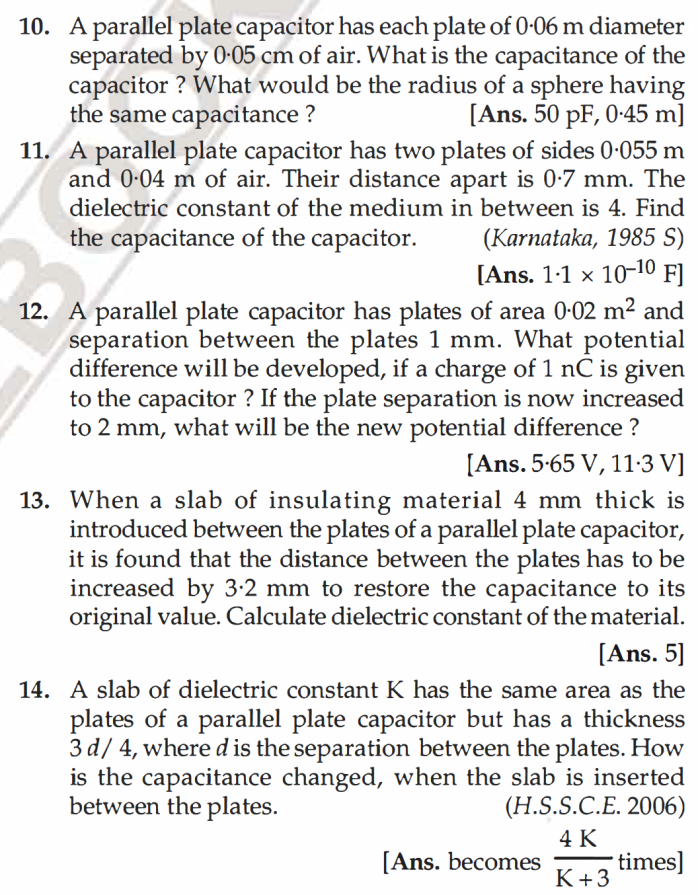 10. A parallel plate capacitor has each plate of 0·06 m diameter
separated by 0·05 cm of air. What is the capacitance of the
capacitor ? What would be the radius of a sphere having
the same capacitance ? [Ans. 50 pF, 0·45 m]
11. A parallel plate capacitor has two plates of sides 0·055 m
and 0·04 m of air. Their distance apart is 0·7 mm. The
dielectric constant of the medium in between is 4. Find
the capacitance of the capacitor. (Karnataka, 1985 S)
[Ans. 1·1 × 10⁻¹⁰ F]
12. A parallel plate capacitor has plates of area 0·02 m² and
separation between the plates 1 mm. What potential
difference will be developed, if a charge of 1 nC is given
to the capacitor ? If the plate separation is now increased
to 2 mm, what will be the new potential difference ?
[Ans. 5·65 V, 11·3 V]
13. When a slab of insulating material 4 mm thick is
introduced between the plates of a parallel plate capacitor,
it is found that the distance between the plates has to be
increased by 3·2 mm to restore the capacitance to its
original value. Calculate dielectric constant of the material.
[Ans. 5]
14. A slab of dielectric constant K has the same area as the
plates of a parallel plate capacitor but has a thickness
3 d/ 4, where d is the separation between the plates. How
is the capacitance changed, when the slab is inserted
between the plates. (H.S.S.C.E. 2006)
[Ans. becomes 4 K / K + 3 times]